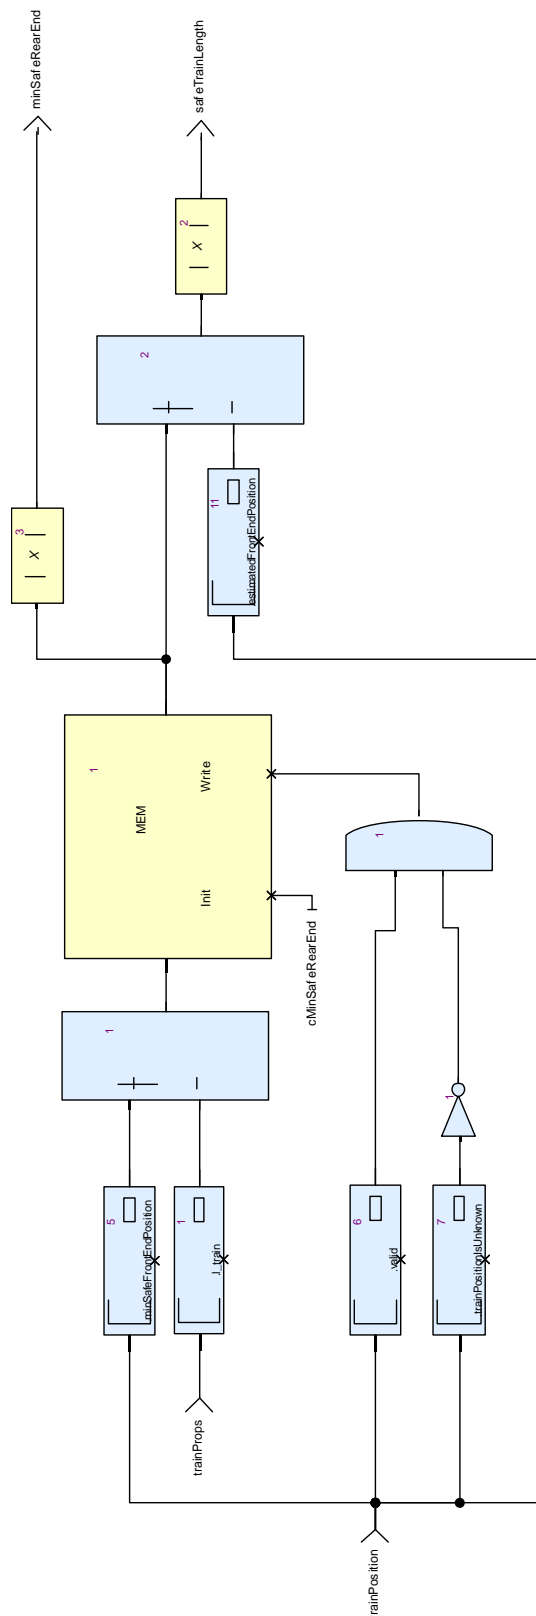 minSafeRearEnd
safeTrainLength
2
| x |
2
+
−
3
| x |
11
.estimatedFrontEndPosition
1
MEM
Write
Init
cMinSafeRearEnd
1
1
+
−
1
5
.minSafeFrontEndPosition
1
.l_train
6
.valid
7
trainPositionIsUnknown
trainProps
rainPosition